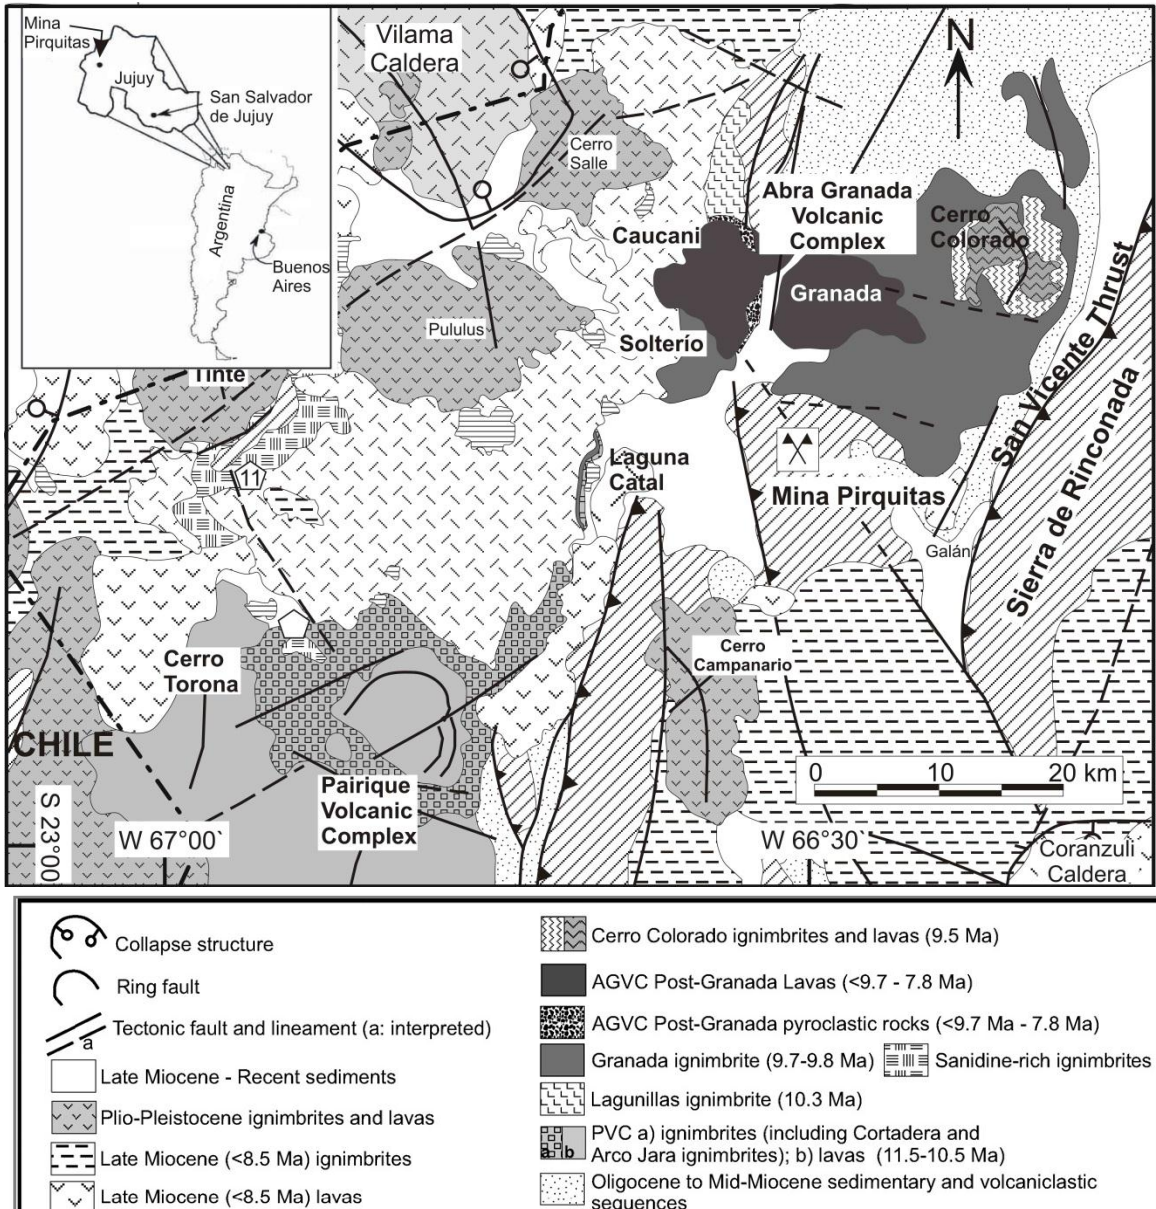 Mina
Pirquitas
Jujuy
San Salvador
de Jujuy
Argentina
Buenos
Aires
Vilama
Caldera
Cerro
Salle
N
Abra Granada
Volcanic
Complex
Cerro
Colorado
Caucani
Granada
Pululus
Solterío
San Vicente Thrust
Tinte
11
Laguna
Catal
Mina Pirquitas
Sierra de Rinconada
Galán
Cerro
Torona
Cerro
Campanario
CHILE
0 10 20 km
Pairique
Volcanic
Complex
S 23°00`
W 67°00`
W 66°30`
Coranzuli
Caldera
Collapse structure
Ring fault
a
Tectonic fault and lineament (a: interpreted)
Late Miocene - Recent sediments
Plio-Pleistocene ignimbrites and lavas
Late Miocene (<8.5 Ma) ignimbrites
Late Miocene (<8.5 Ma) lavas
Cerro Colorado ignimbrites and lavas (9.5 Ma)
AGVC Post-Granada Lavas (<9.7 - 7.8 Ma)
AGVC Post-Granada pyroclastic rocks (<9.7 Ma - 7.8 Ma)
Granada ignimbrite (9.7-9.8 Ma) Sanidine-rich ignimbrites
Lagunillas ignimbrite (10.3 Ma)
a b PVC a) ignimbrites (including Cortadera and
Arco Jara ignimbrites); b) lavas (11.5-10.5 Ma)
Oligocene to Mid-Miocene sedimentary and volcaniclastic
sequences